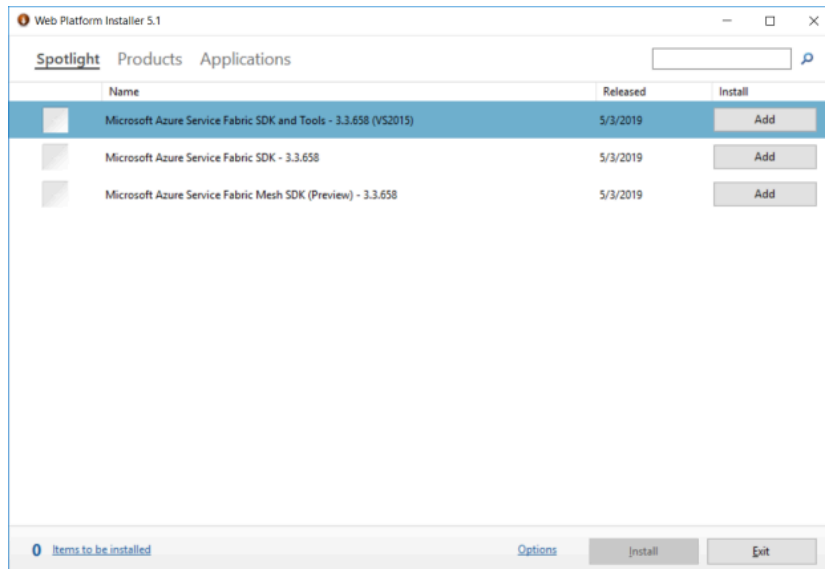 Web Platform Installer 5.1
Spotlight Products Applications
Name Released Install
Microsoft Azure Service Fabric SDK and Tools - 3.3.658 (VS2015) 5/3/2019 Add
Microsoft Azure Service Fabric SDK - 3.3.658 5/3/2019 Add
Microsoft Azure Service Fabric Mesh SDK (Preview) - 3.3.658 5/3/2019 Add
0 Items to be installed Options Install Exit